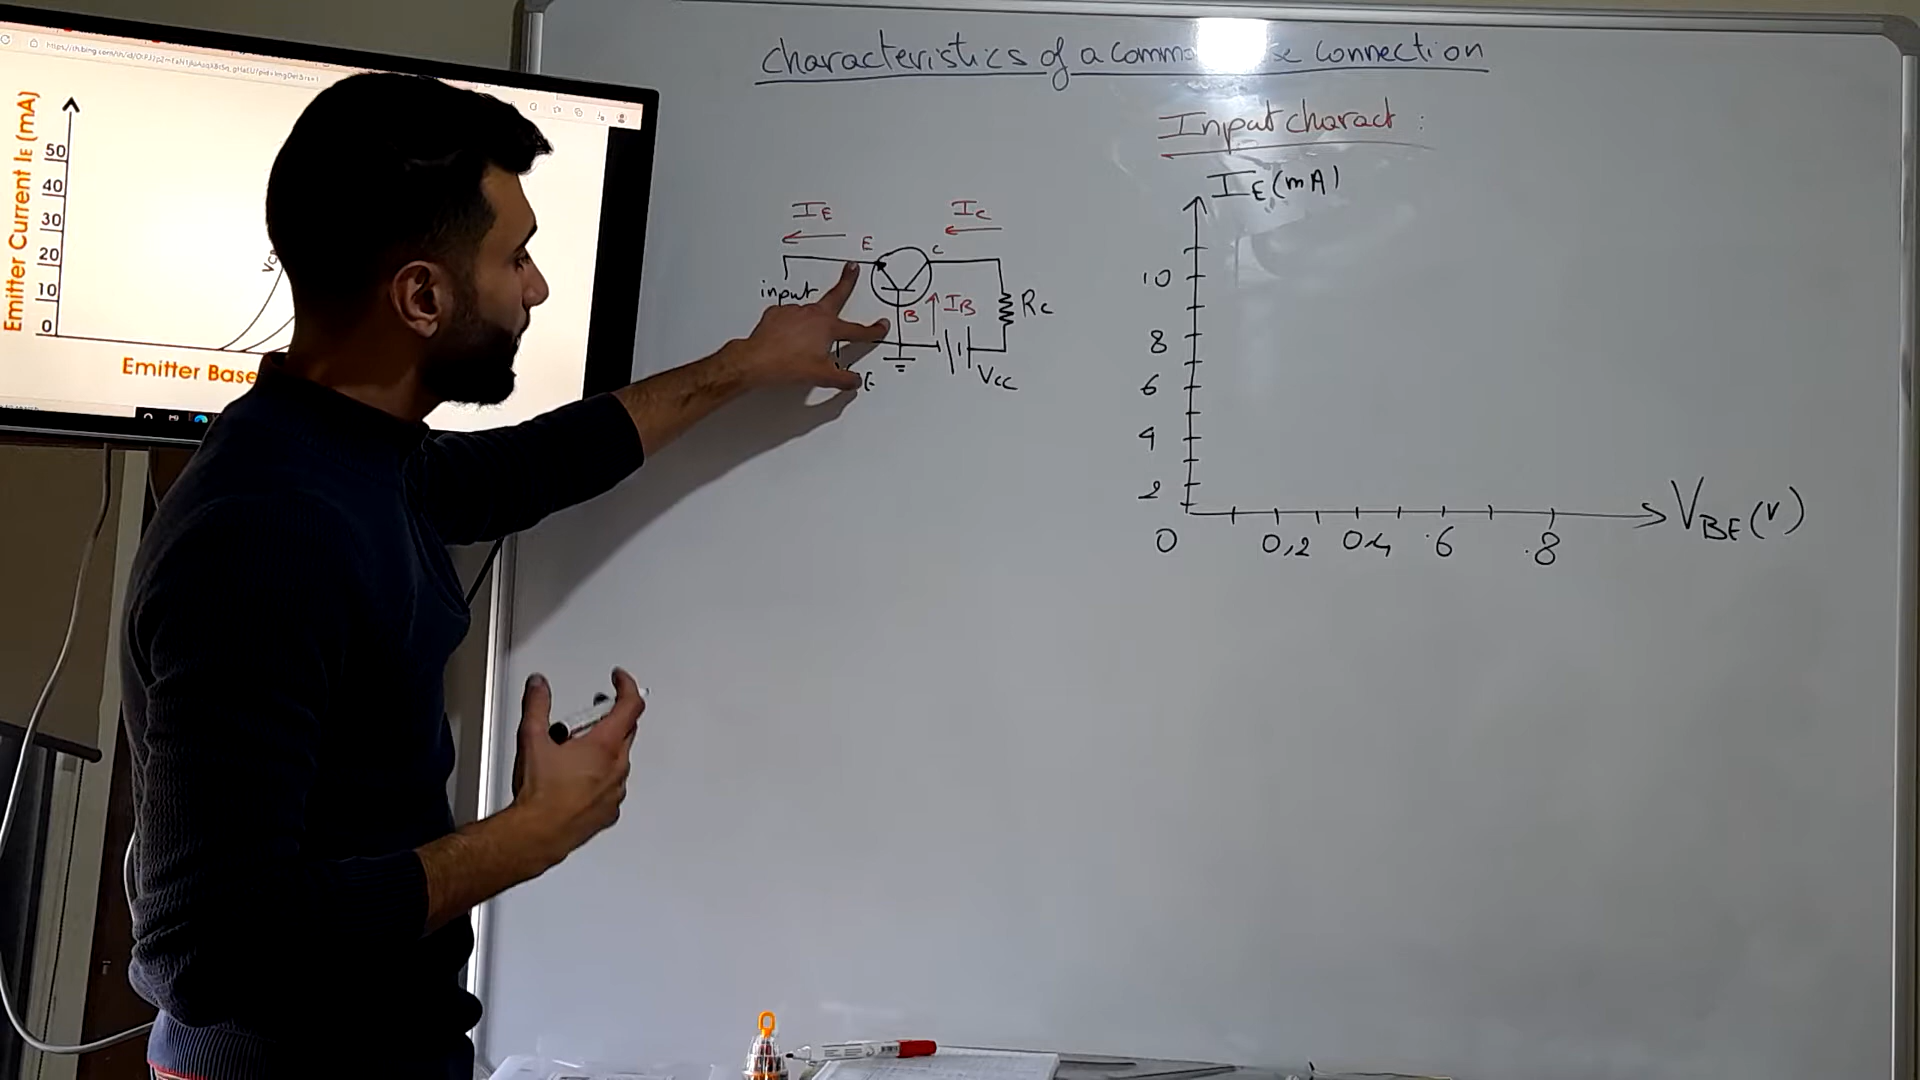 characteristics of a
connection
Input charact :
IE (mA)
10
8
6
4
2
0
0,2 0.4 .6 .8
VBE (V)
IE
IC
E
C
input
B
IB
RC
VCC
Emitter Current IE (mA)
50
40
30
20
10
0
Emitter Base